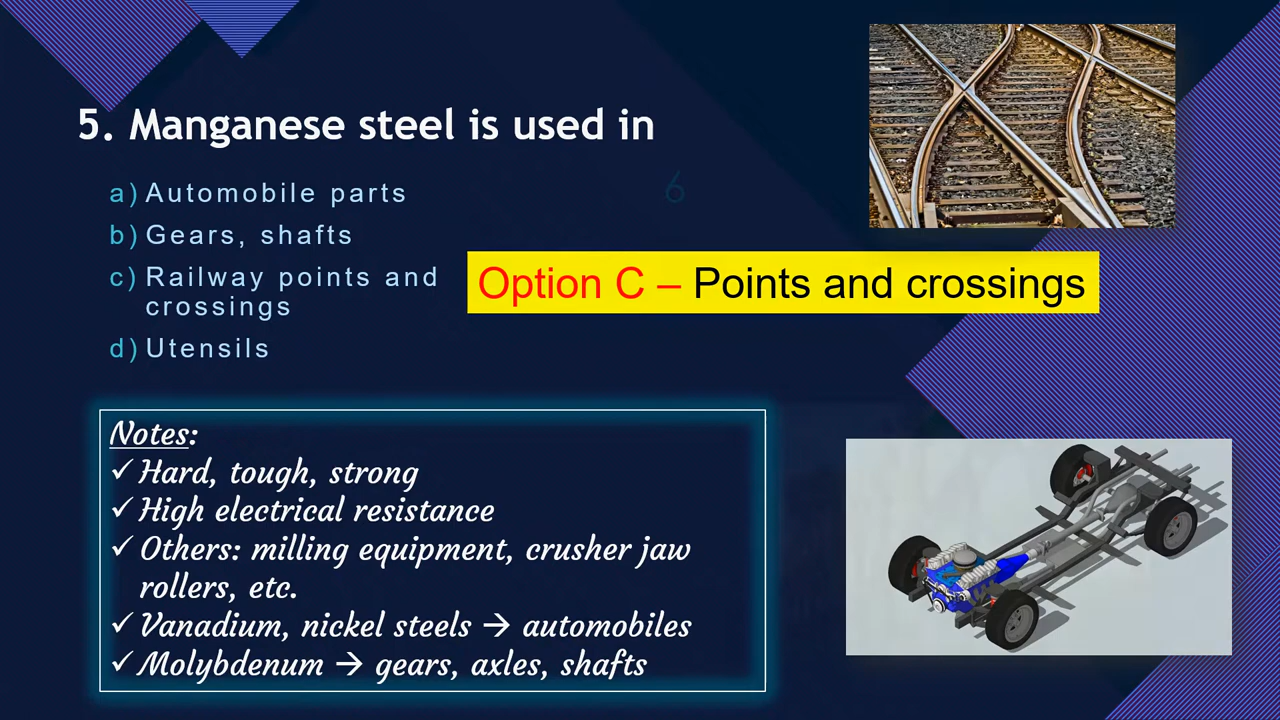 5. Manganese steel is used in
6
a) Automobile parts
b) Gears, shafts
c) Railway points and
crossings
d) Utensils
Option C – Points and crossings
Notes:
✓ Hard, tough, strong
✓ High electrical resistance
✓ Others: milling equipment, crusher jaw
rollers, etc.
✓ Vanadium, nickel steels → automobiles
✓ Molybdenum → gears, axles, shafts